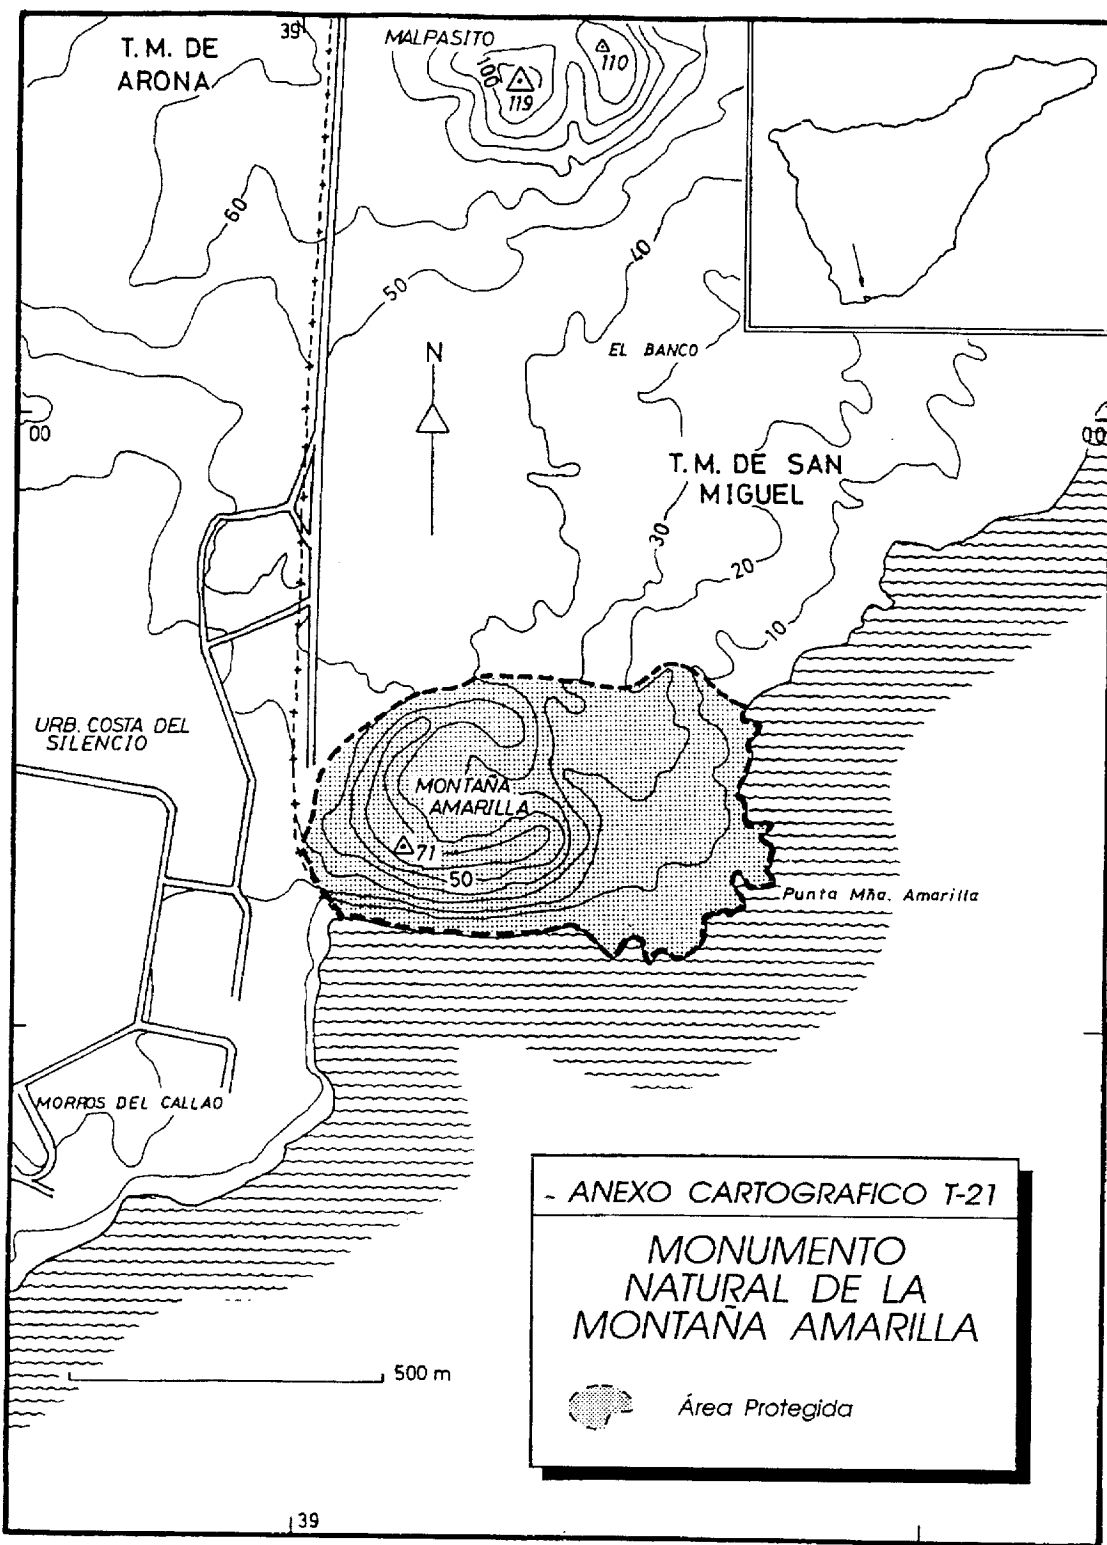 T.M. DE
ARONA
39
MALPASITO
100
119
110
60
50
40
EL BANCO
N
00
00
T.M. DE SAN
MIGUEL
30
20
10
URB. COSTA DEL
SILENCIO
MONTAÑA
AMARILLA
71
50
Punta Mña. Amarilla
MORROS DEL CALLAO
ANEXO CARTOGRAFICO T-21
MONUMENTO
NATURAL DE LA
MONTAÑA AMARILLA
500 m
Área Protegida
39